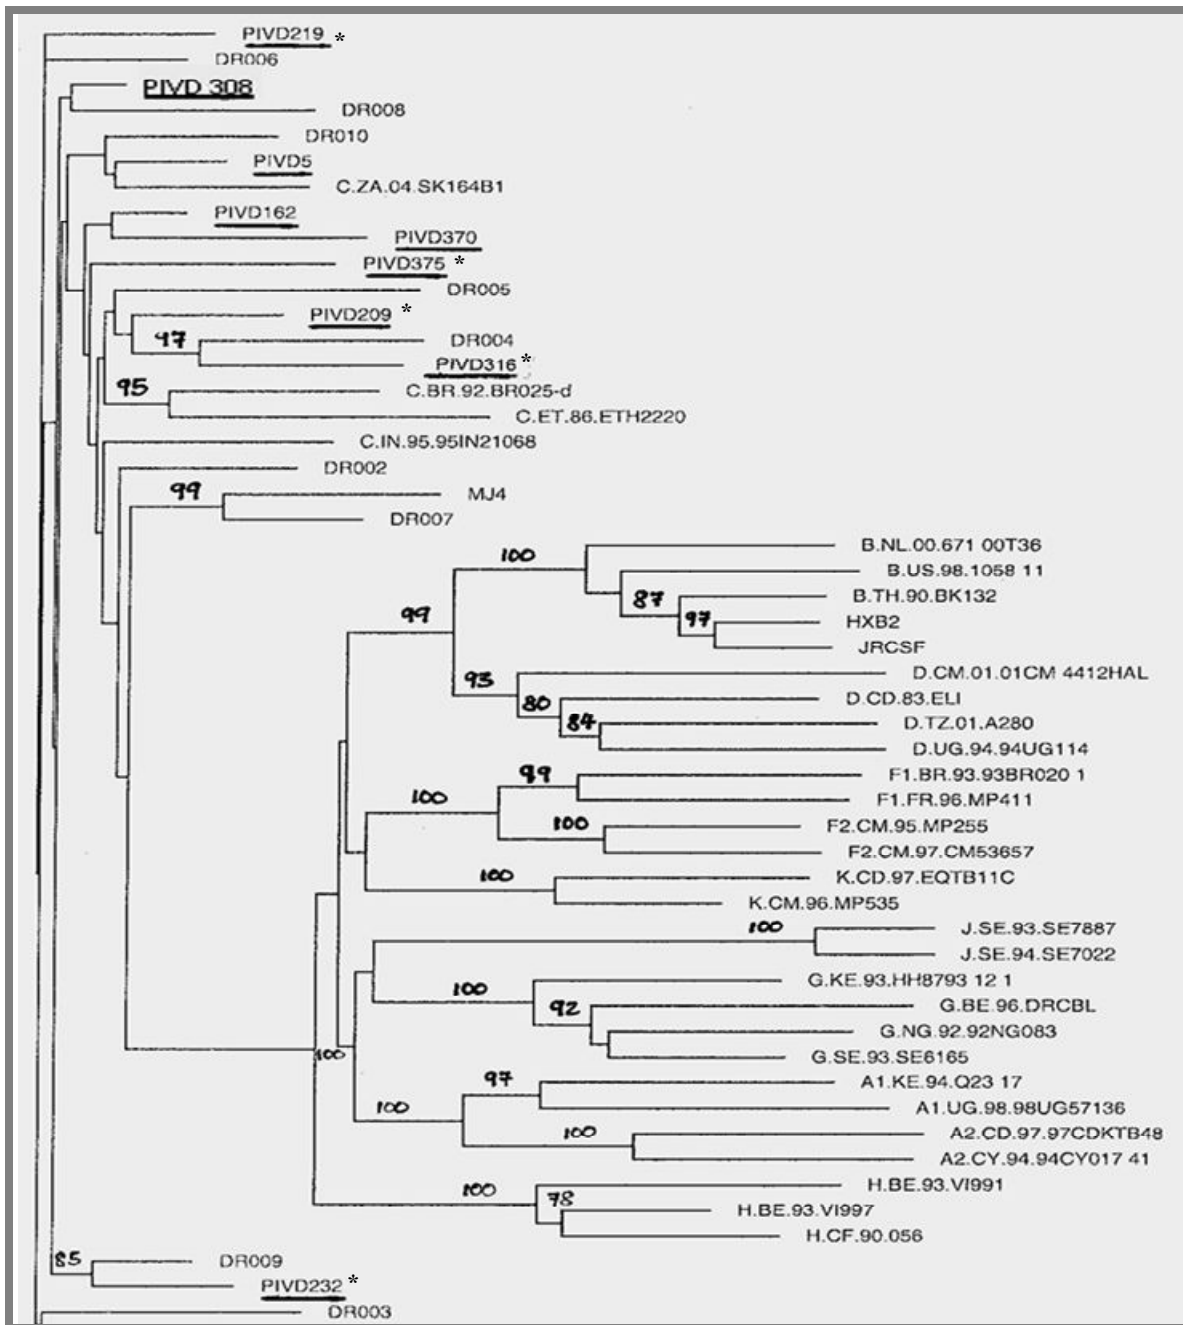 PIVD219 *
DR006
PIVD 308
DR008
DR010
PIVD5
C.ZA.04.SK164B1
PIVD162
PIVD370
PIVD375 *
DR005
PIVD209 *
97
DR004
PIVD316 *
95
C.BR.92.BR025-d
C.ET.86.ETH2220
C.IN.95.95IN21068
DR002
99
MJ4
DR007
100
B.NL.00.671 00T36
B.US.98.1058 11
87
B.TH.90.BK132
99
97
HXB2
JRCSF
93
D.CM.01.01CM 4412HAL
80
D.CD.83.ELI
84
D.TZ.01.A280
D.UG.94.94UG114
99
F1.BR.93.93BR020 1
100
F1.FR.96.MP411
100
F2.CM.95.MP255
F2.CM.97.CM53657
100
K.CD.97.EQTB11C
K.CM.96.MP535
100
J.SE.93.SE7887
J.SE.94.SE7022
100
G.KE.93.HH8793 12 1
92
G.BE.96.DRCBL
G.NG.92.92NG083
100
G.SE.93.SE6165
97
A1.KE.94.Q23 17
100
A1.UG.98.98UG57136
100
A2.CD.97.97CDKTB48
A2.CY.94.94CY017 41
100
H.BE.93.VI991
78
H.BE.93.VI997
H.CF.90.056
85
DR009
PIVD232 *
DR003